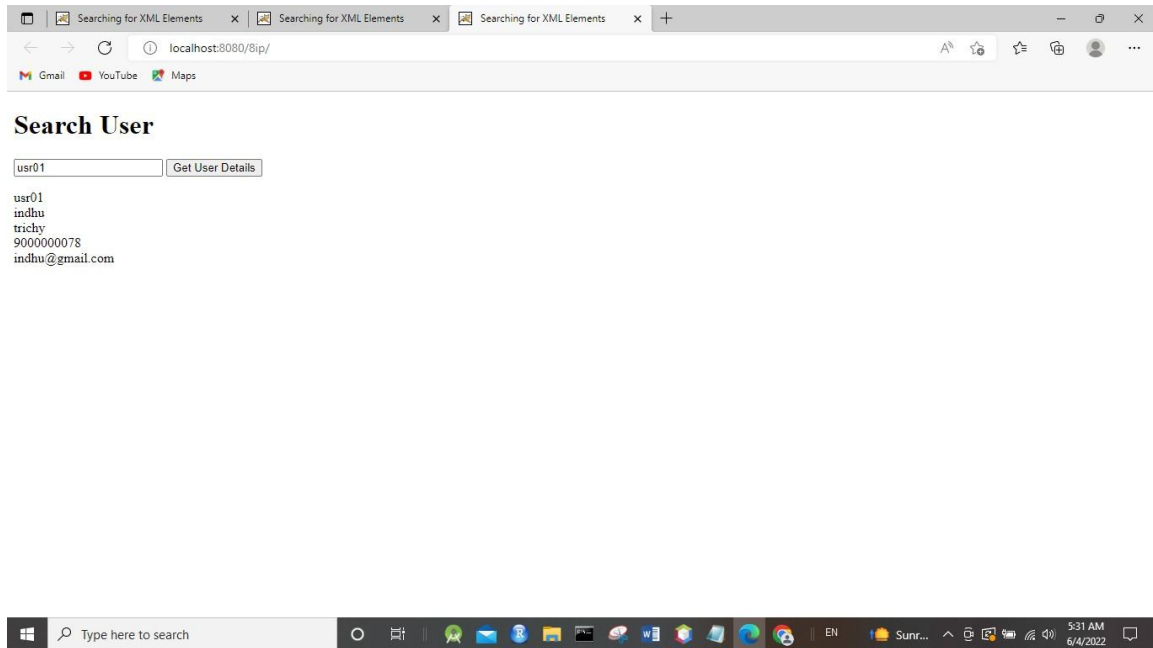 Searching for XML Elements
Searching for XML Elements
Searching for XML Elements
localhost:8080/8ip/
Gmail YouTube Maps
Search User
usr01 Get User Details
usr01
indhu
trichy
9000000078
indhu@gmail.com
Type here to search
EN
Sunr...
5:31 AM
6/4/2022